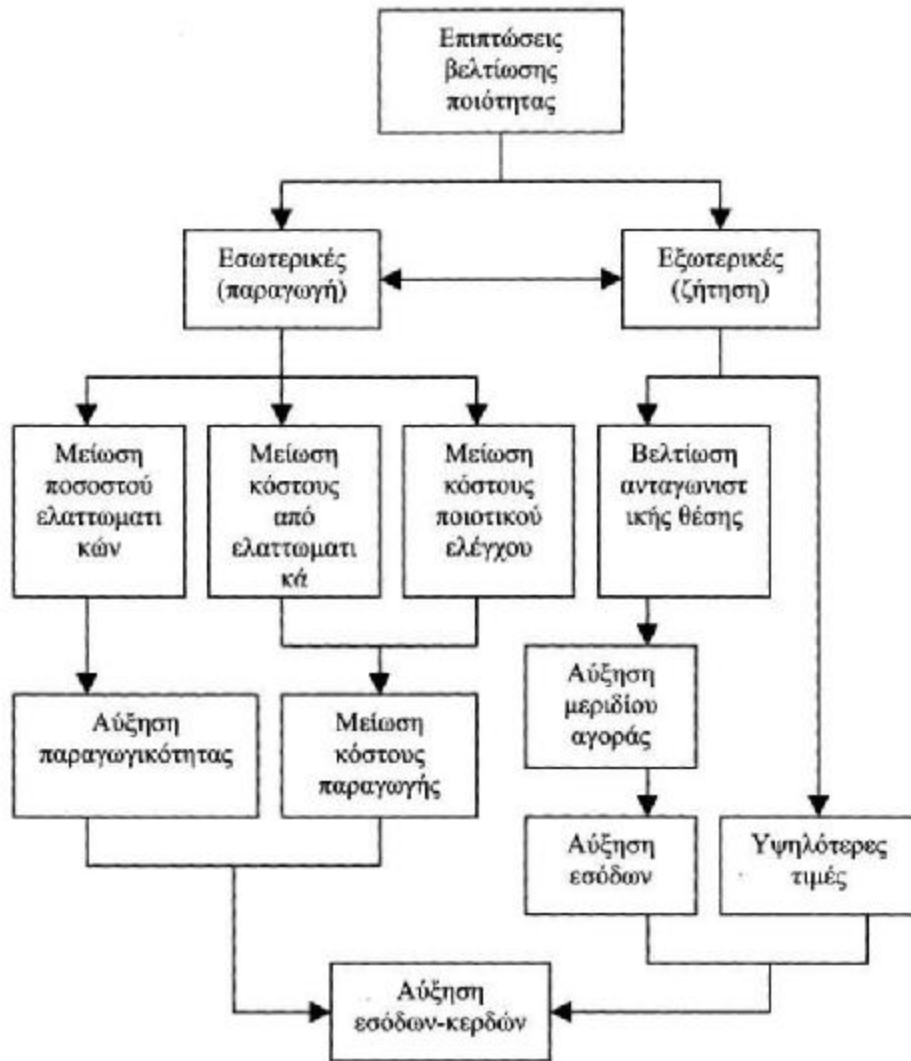 Επιπτώσεις
βελτίωσης
ποιότητας
Εσωτερικές
(παραγωγή)
Εξωτερικές
(ζήτηση)
Μείωση
ποσοστού
ελαττωματι
κών
Μείωση
κόστους
από
ελαττωματι
κά
Μείωση
κόστους
ποιοτικού
ελέγχου
Βελτίωση
ανταγωνιστ
ικής θέσης
Αύξηση
μεριδίου
αγοράς
Αύξηση
παραγωγικότητας
Μείωση
κόστους
παραγωγής
Αύξηση
εσόδων
Υψηλότερες
τιμές
Αύξηση
εσόδων-κερδών